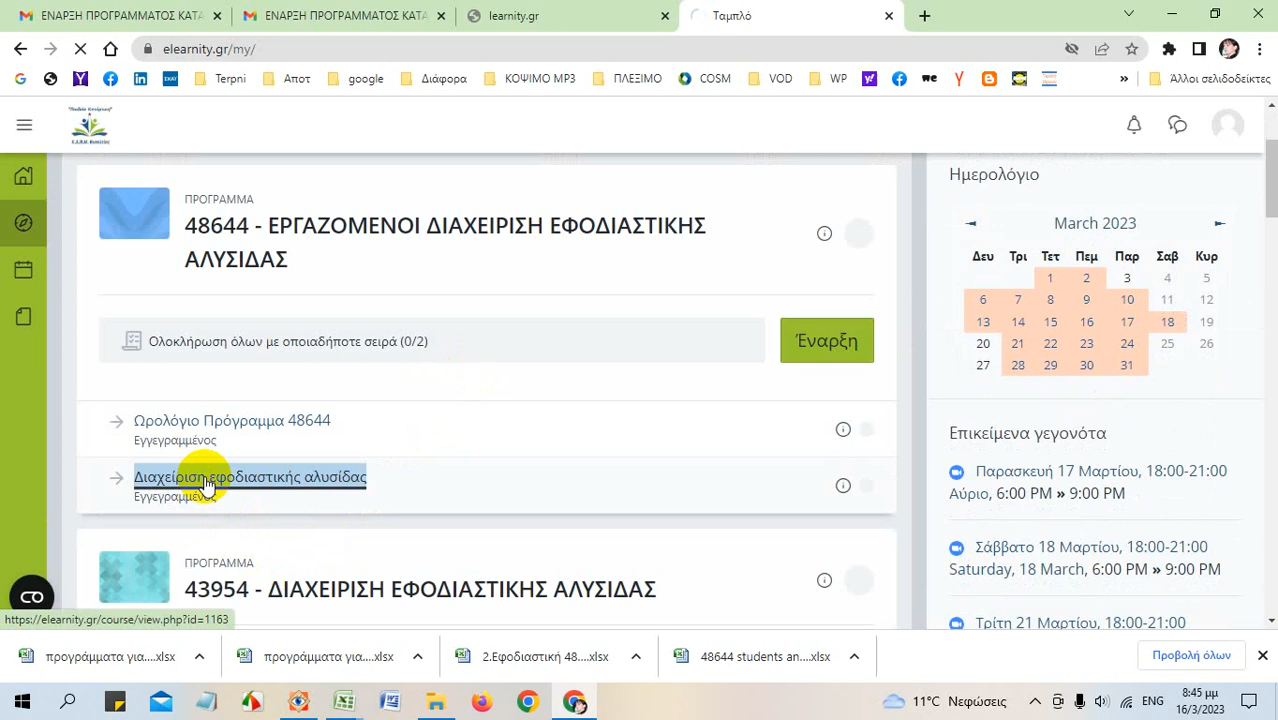 ΕΝΑΡΞΗ ΠΡΟΓΡΑΜΜΑΤΟΣ ΚΑΤΑ
ΕΝΑΡΞΗ ΠΡΟΓΡΑΜΜΑΤΟΣ ΚΑΤΑ
learnity.gr
Ταμπλό
elearnity.gr/my/
Terpni
Αποτ
google
Διάφορα
ΚΟΨΙΜΟ MP3
ΠΛΕΞΙΜΟ
COSM
VOD
WP
»
Άλλοι σελιδοδείκτες
ΠΡΟΓΡΑΜΜΑ
48644 - ΕΡΓΑΖΟΜΕΝΟΙ ΔΙΑΧΕΙΡΙΣΗ ΕΦΟΔΙΑΣΤΙΚΗΣ
ΑΛΥΣΙΔΑΣ
Ολοκλήρωση όλων με οποιαδήποτε σειρά (0/2)
Έναρξη
Ωρολόγιο Πρόγραμμα 48644
Εγγεγραμμένος
Διαχείριση εφοδιαστικής αλυσίδας
Εγγεγραμμένος
ΠΡΟΓΡΑΜΜΑ
43954 - ΔΙΑΧΕΙΡΙΣΗ ΕΦΟΔΙΑΣΤΙΚΗΣ ΑΛΥΣΙΔΑΣ
Ημερολόγιο
March 2023
Δευ Τρι Τετ Πεμ Παρ Σαβ Κυρ
1 2 3 4 5
6 7 8 9 10 11 12
13 14 15 16 17 18 19
20 21 22 23 24 25 26
27 28 29 30 31
Επικείμενα γεγονότα
Παρασκευή 17 Μαρτίου, 18:00-21:00
Αύριο, 6:00 PM » 9:00 PM
Σάββατο 18 Μαρτίου, 18:00-21:00
Saturday, 18 March, 6:00 PM » 9:00 PM
Τρίτη 21 Μαρτίου, 18:00-21:00
https://elearnity.gr/course/view.php?id=1163
προγράμματα για....xlsx
προγράμματα για....xlsx
2.Εφοδιαστική 48....xlsx
48644 students an....xlsx
Προβολή όλων
11°C Νεφώσεις
ENG
8:45 μμ
16/3/2023